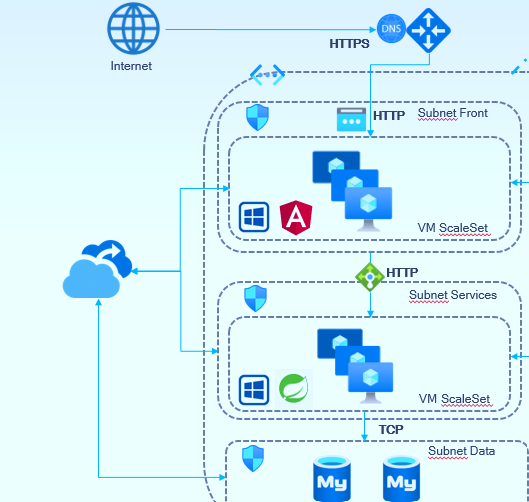 DNS
HTTPS
Internet
HTTP
Subnet Front
VM ScaleSet
HTTP
Subnet Services
VM ScaleSet
TCP
Subnet Data
My
My